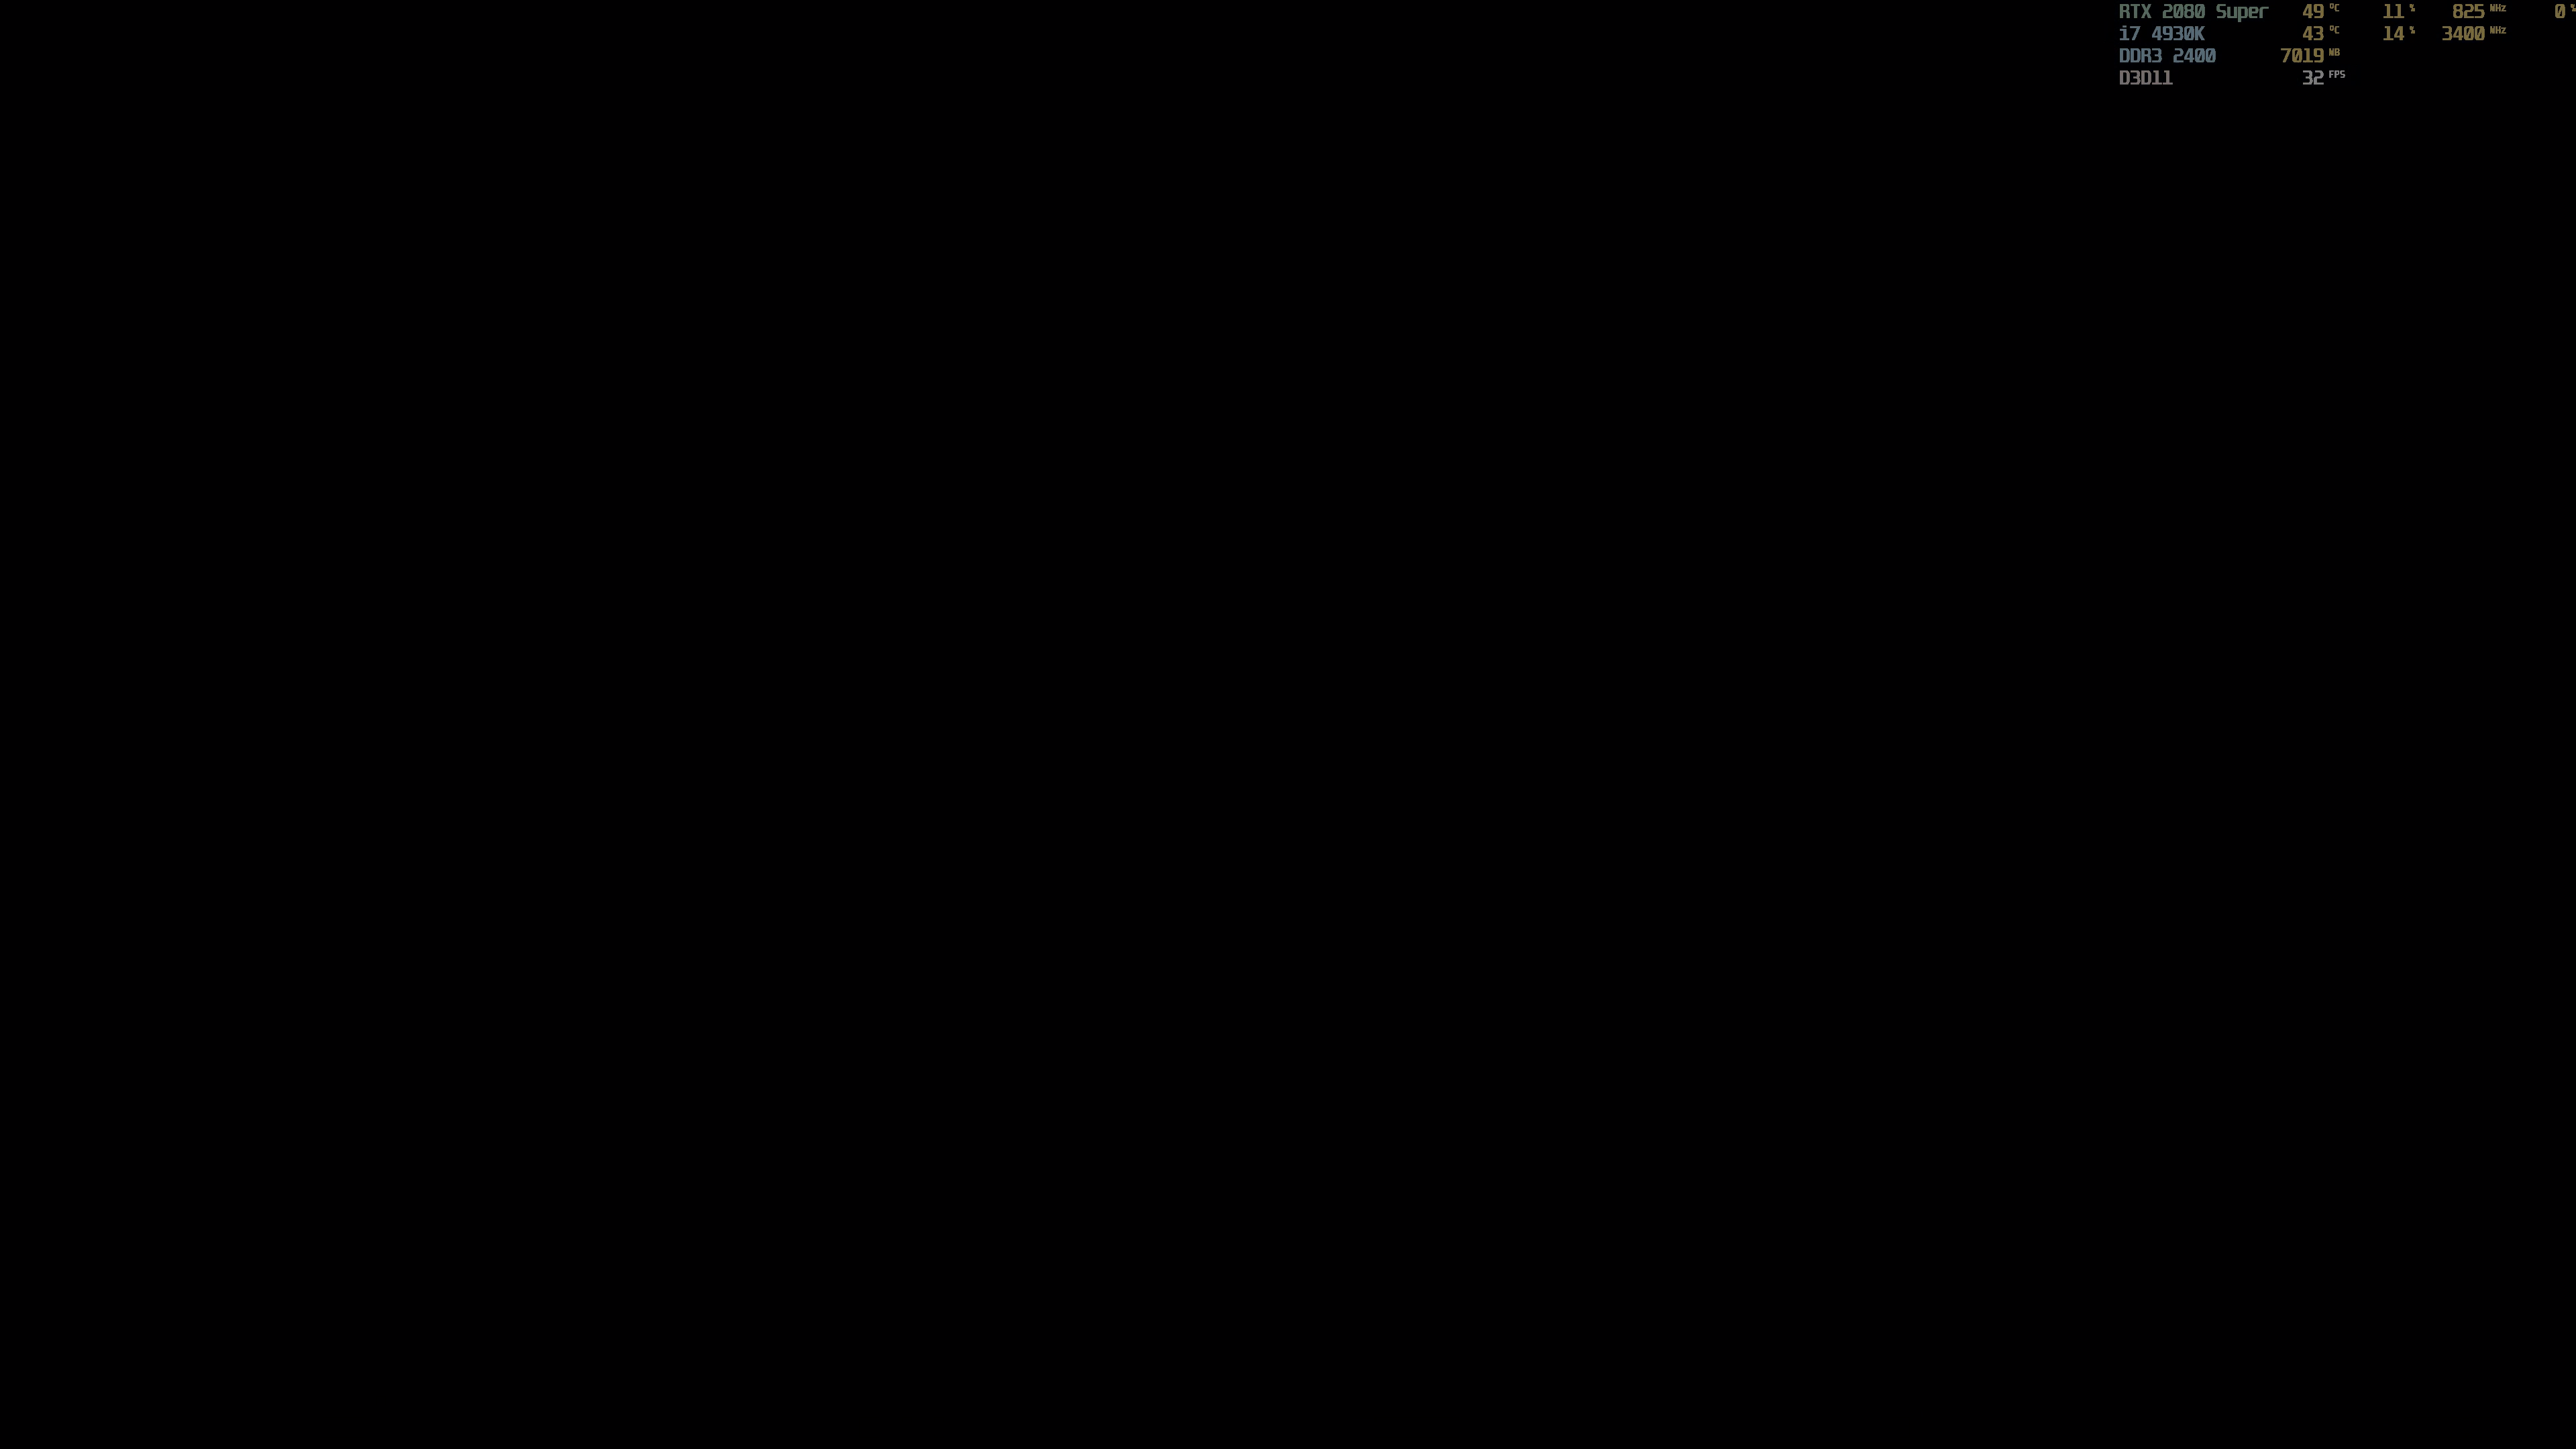 RTX 2080 Super 49 °C 11 % 825 MHz 0 %
i7 4930K 43 °C 14 % 3400 MHz
DDR3 2400 7019 MB
D3D11 32 FPS